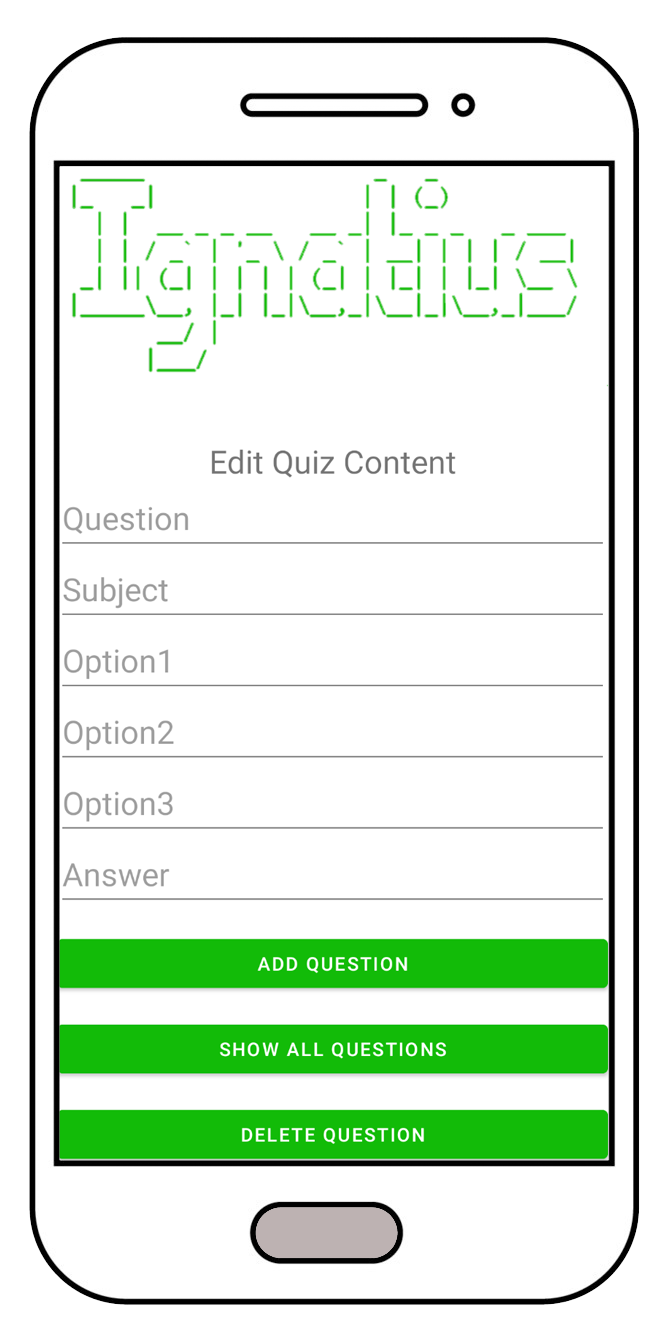 Ignatius
Edit Quiz Content
Question
Subject
Option1
Option2
Option3
Answer
ADD QUESTION
SHOW ALL QUESTIONS
DELETE QUESTION